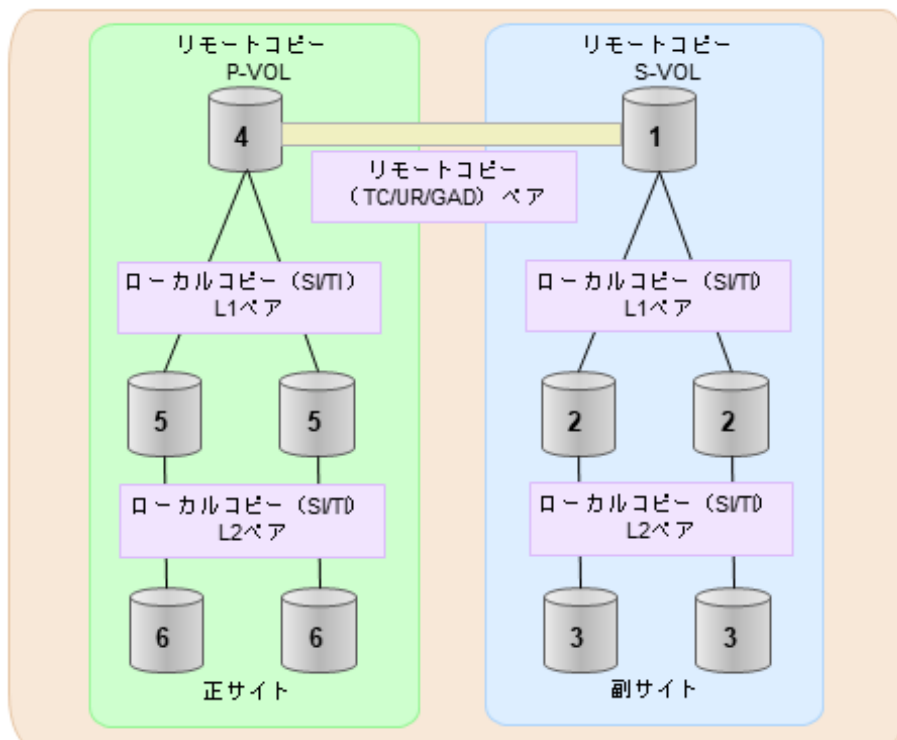 リモートコピー
P-VOL
4
リモートコピー
S-VOL
1
リモートコピー
（TC/UR/GAD）ペア
ローカルコピー（SI/TI）
L1ペア
ローカルコピー（SI/TI）
L1ペア
5
5
2
2
ローカルコピー（SI/TI）
L2ペア
ローカルコピー（SI/TI）
L2ペア
6
6
3
3
正サイト
副サイト